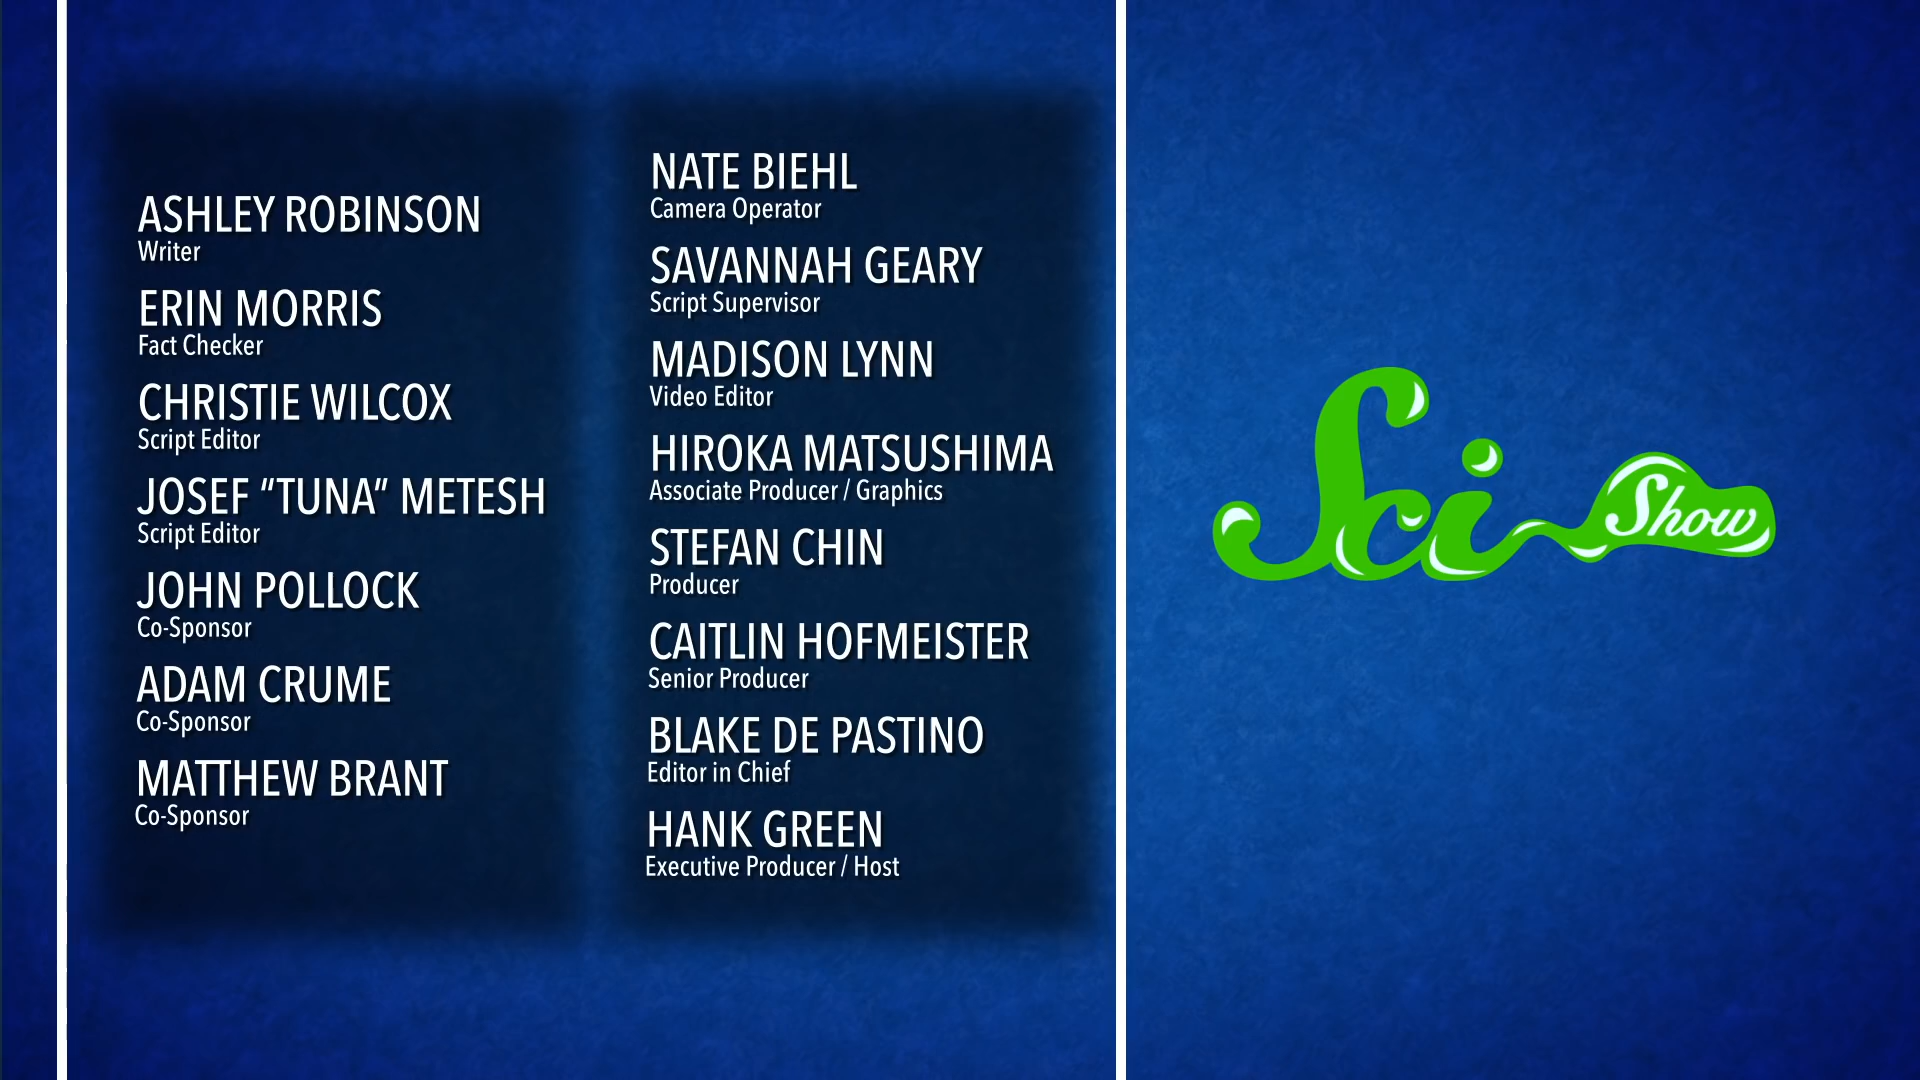 ASHLEY ROBINSON
Writer
ERIN MORRIS
Fact Checker
CHRISTIE WILCOX
Script Editor
JOSEF “TUNA” METESH
Script Editor
JOHN POLLOCK
Co-Sponsor
ADAM CRUME
Co-Sponsor
MATTHEW BRANT
Co-Sponsor
NATE BIEHL
Camera Operator
SAVANNAH GEARY
Script Supervisor
MADISON LYNN
Video Editor
HIROKA MATSUSHIMA
Associate Producer / Graphics
STEFAN CHIN
Producer
CAITLIN HOFMEISTER
Senior Producer
BLAKE DE PASTINO
Editor in Chief
HANK GREEN
Executive Producer / Host
Sci Show